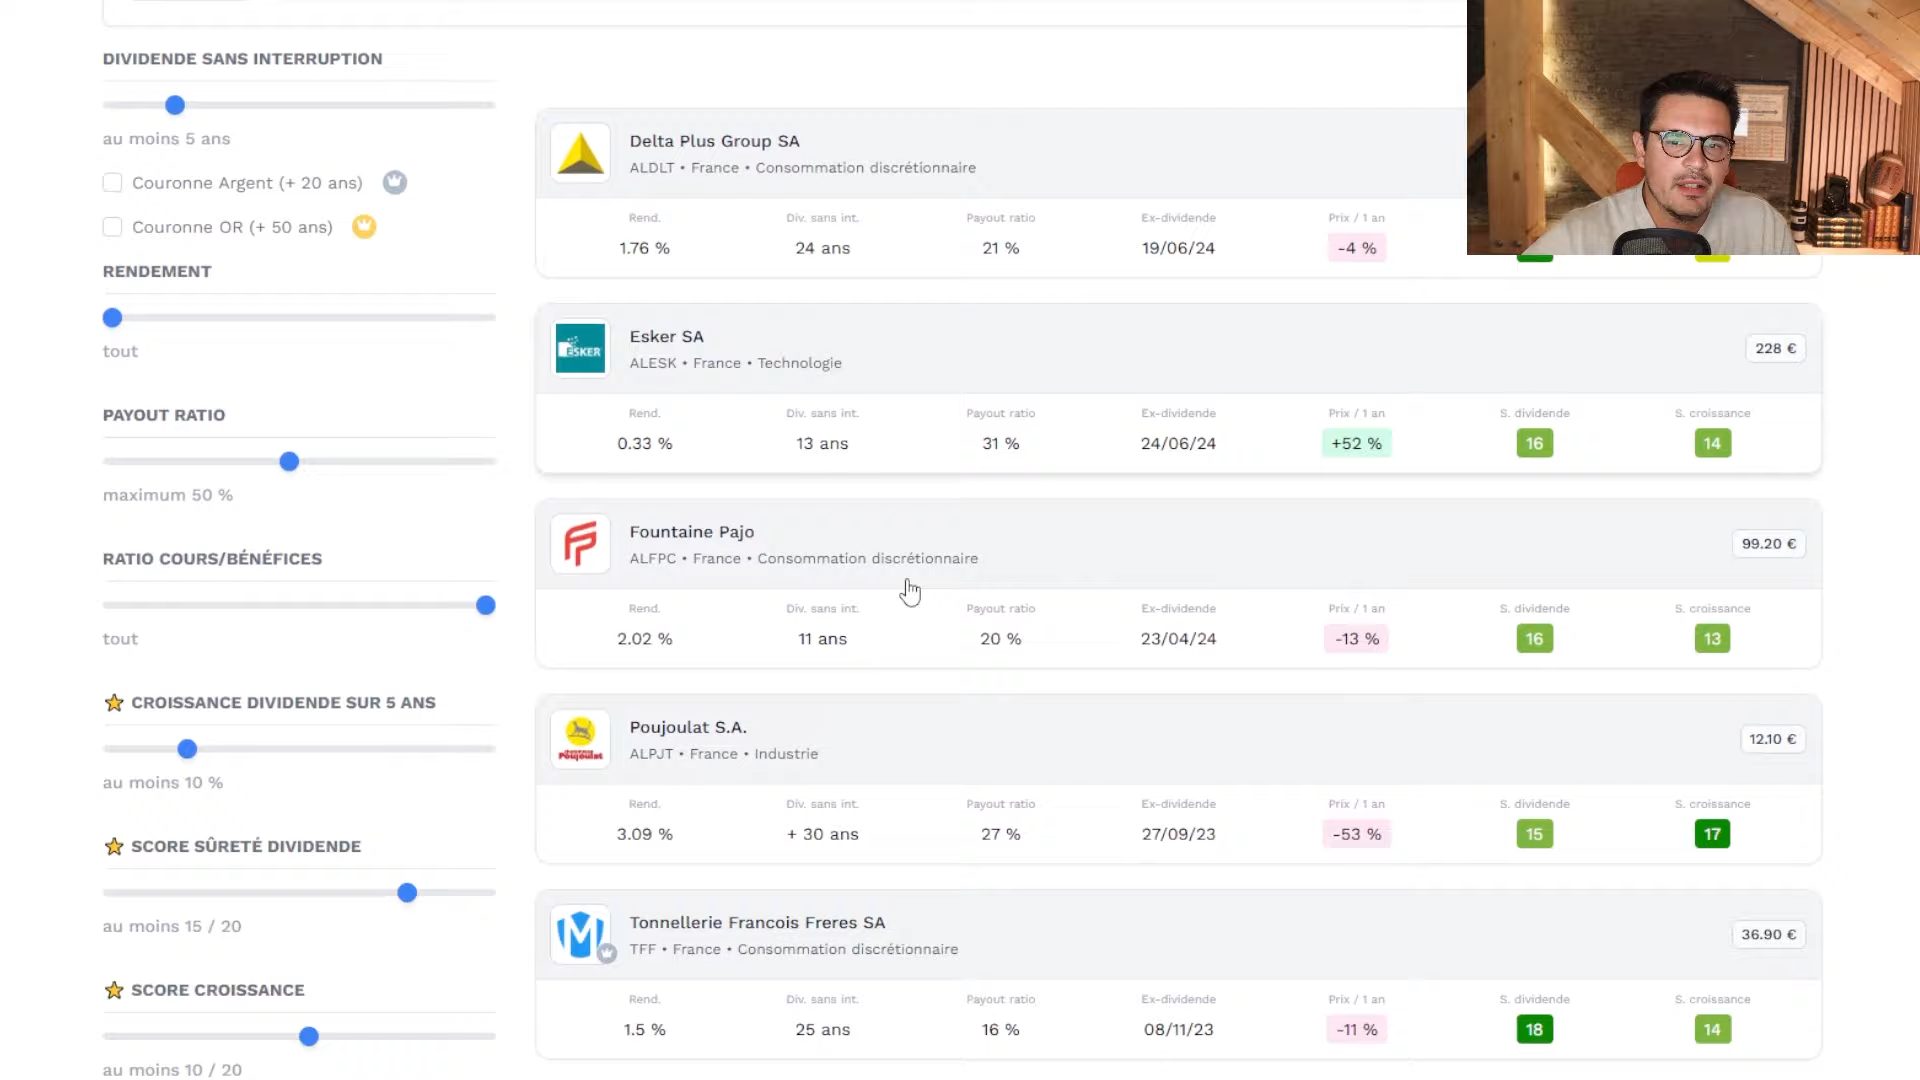 DIVIDENDE SANS INTERRUPTION
au moins 5 ans
Couronne Argent (+ 20 ans)
Couronne OR (+ 50 ans)
RENDEMENT
tout
PAYOUT RATIO
maximum 50 %
RATIO COURS/BÉNÉFICES
tout
CROISSANCE DIVIDENDE SUR 5 ANS
au moins 10 %
SCORE SÛRETÉ DIVIDENDE
au moins 15 / 20
SCORE CROISSANCE
au moins 10 / 20
Delta Plus Group SA
ALDLT • France • Consommation discrétionnaire
Rend. Div. sans int. Payout ratio Ex-dividende Prix / 1 an
1.76 % 24 ans 21 % 19/06/24 -4 %
ESKER
Esker SA
ALESK • France • Technologie
228 €
Rend. Div. sans int. Payout ratio Ex-dividende Prix / 1 an S. dividende S. croissance
0.33 % 13 ans 31 % 24/06/24 +52 % 16 14
Fountaine Pajo
ALFPC • France • Consommation discrétionnaire
99.20 €
Rend. Div. sans int. Payout ratio Ex-dividende Prix / 1 an S. dividende S. croissance
2.02 % 11 ans 20 % 23/04/24 -13 % 16 13
Poujoulat
Poujoulat S.A.
ALPJT • France • Industrie
12.10 €
Rend. Div. sans int. Payout ratio Ex-dividende Prix / 1 an S. dividende S. croissance
3.09 % + 30 ans 27 % 27/09/23 -53 % 15 17
Tonnellerie Francois Freres SA
TFF • France • Consommation discrétionnaire
36.90 €
Rend. Div. sans int. Payout ratio Ex-dividende Prix / 1 an S. dividende S. croissance
1.5 % 25 ans 16 % 08/11/23 -11 % 18 14